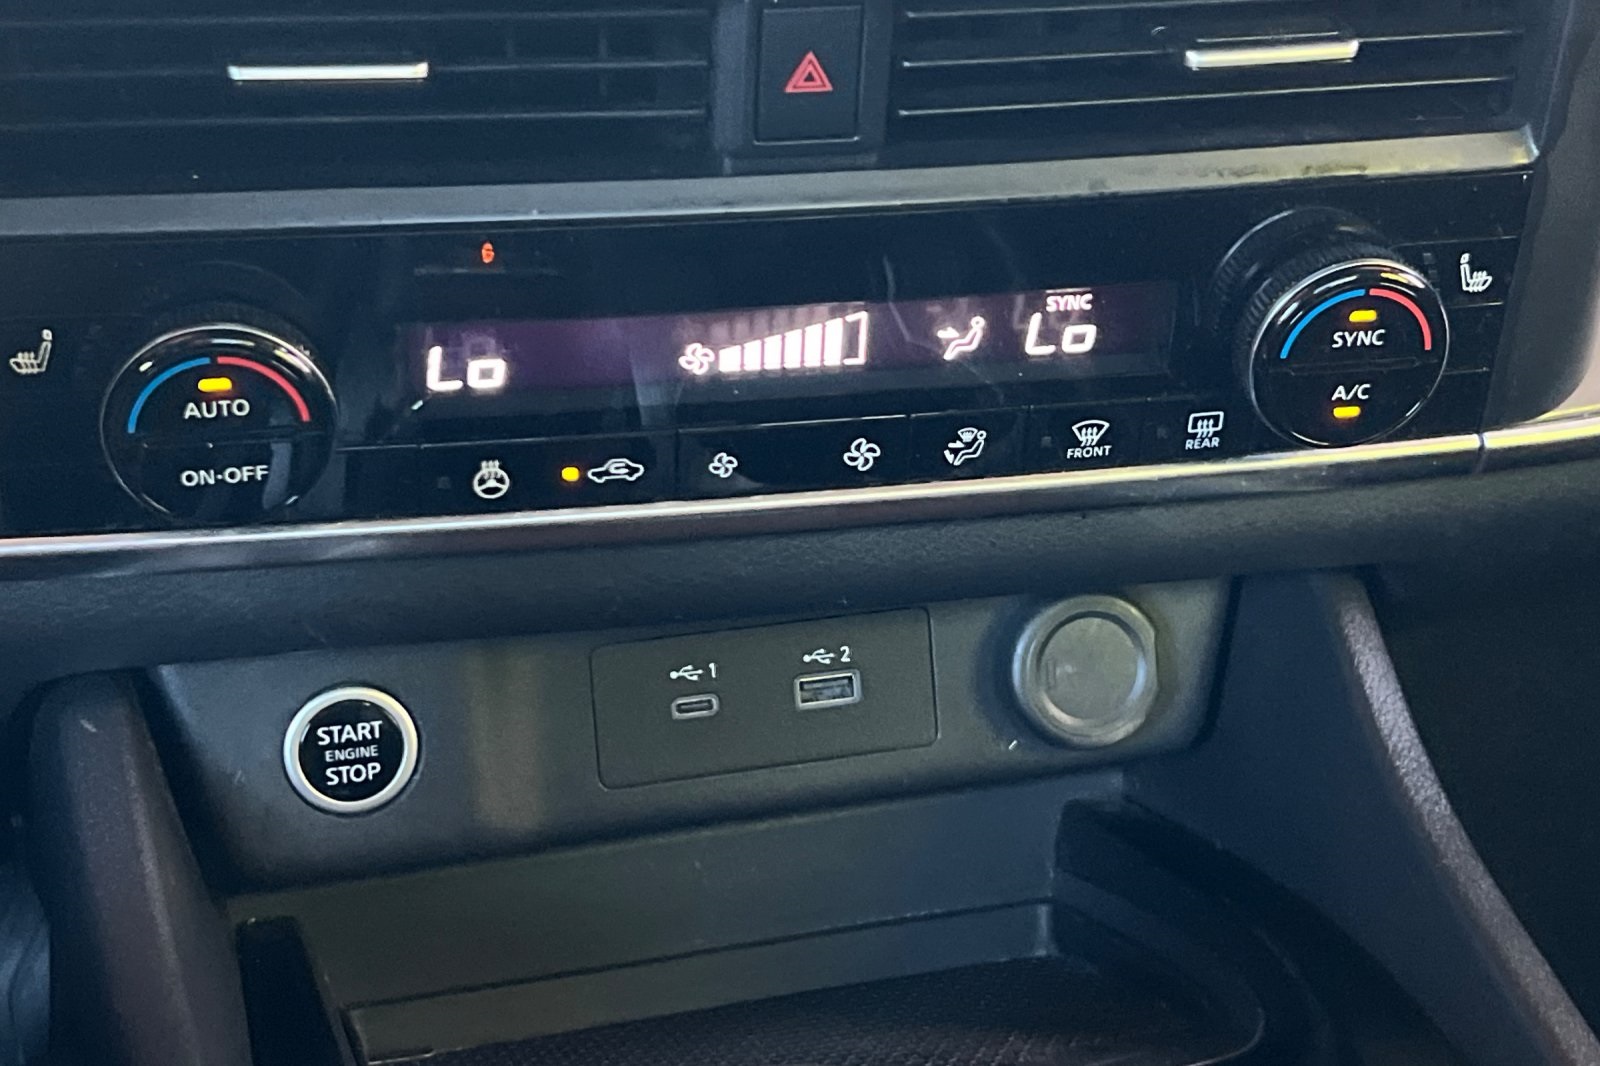 SYNC
Lo
Lo
SYNC
A/C
AUTO
ON•OFF
FRONT
REAR
1
2
START
ENGINE
STOP